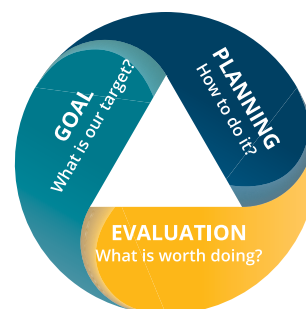 GOAL
What is our target?
PLANNING
How to do it?
EVALUATION
What is worth doing?